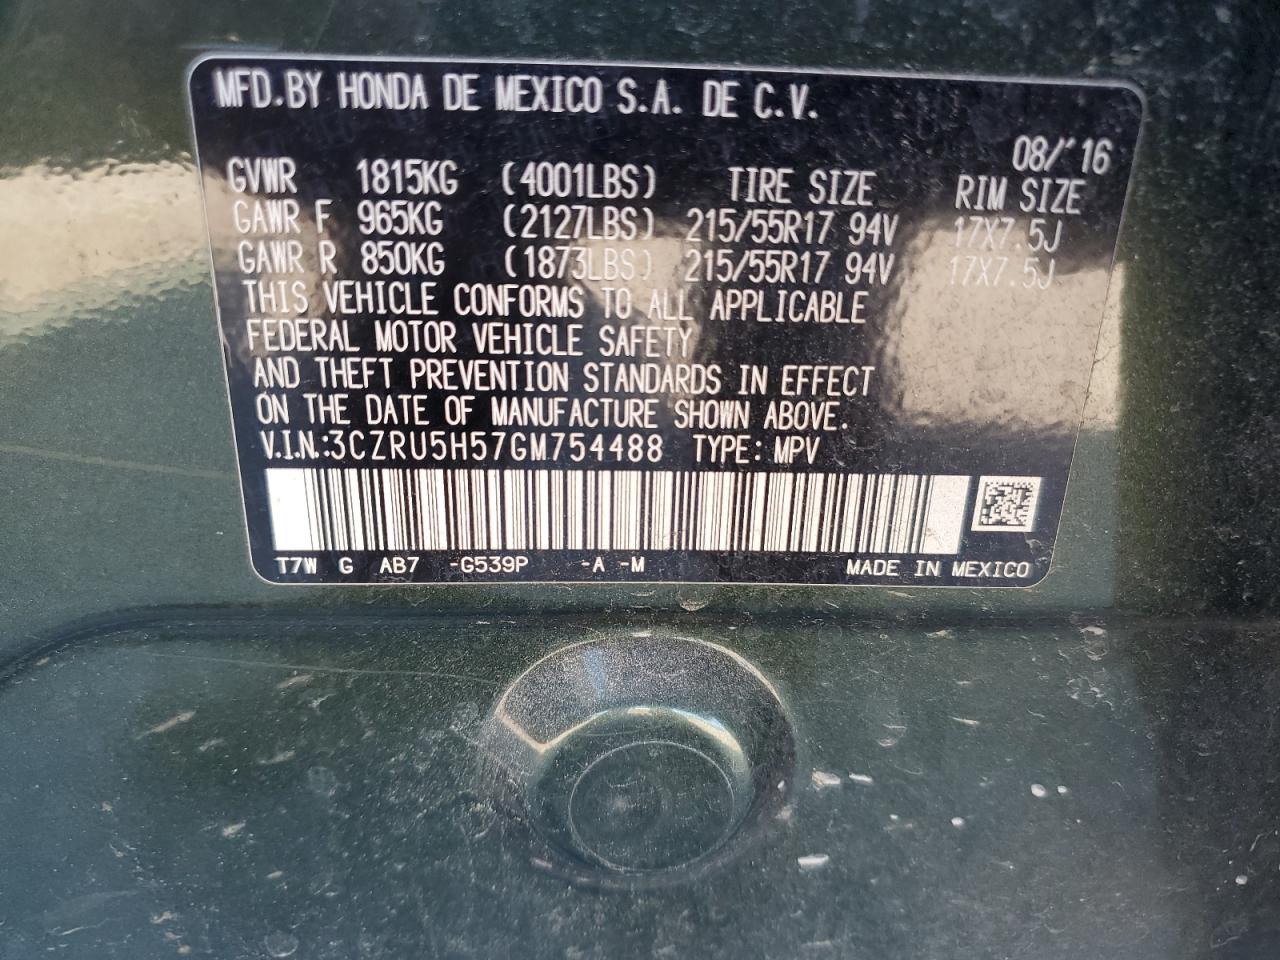 MFD.BY HONDA DE MEXICO S.A. DE C.V.
08/'16
GVWR 1815KG (4001LBS) TIRE SIZE RIM SIZE
GAWR F 965KG (2127LBS) 215/55R17 94V 17X7.5J
GAWR R 850KG (1873LBS) 215/55R17 94V 17X7.5J
THIS VEHICLE CONFORMS TO ALL APPLICABLE
FEDERAL MOTOR VEHICLE SAFETY
AND THEFT PREVENTION STANDARDS IN EFFECT
ON THE DATE OF MANUFACTURE SHOWN ABOVE.
V.I.N.:3CZRU5H57GM754488 TYPE: MPV
T7W G AB7 -G539P -A -M MADE IN MEXICO